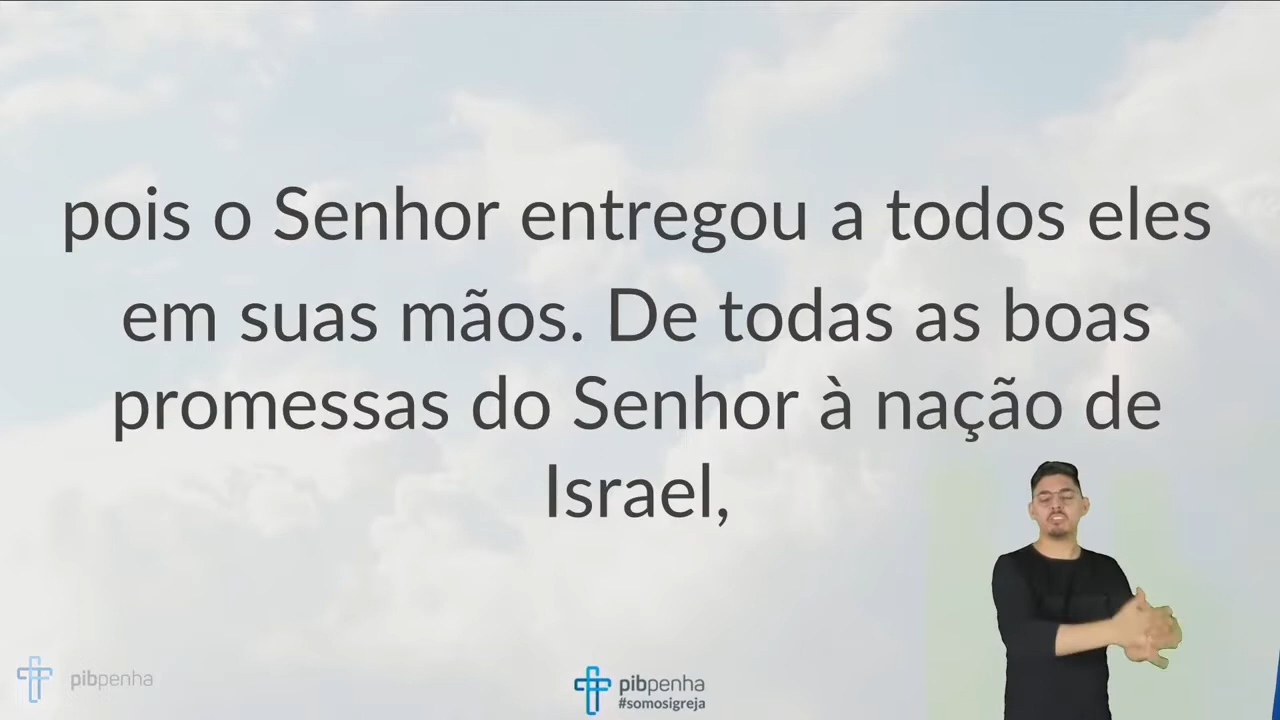 pois o Senhor entregou a todos eles
em suas mãos. De todas as boas
promessas do Senhor à nação de
Israel,
pibpenha
pibpenha
#somosigreja